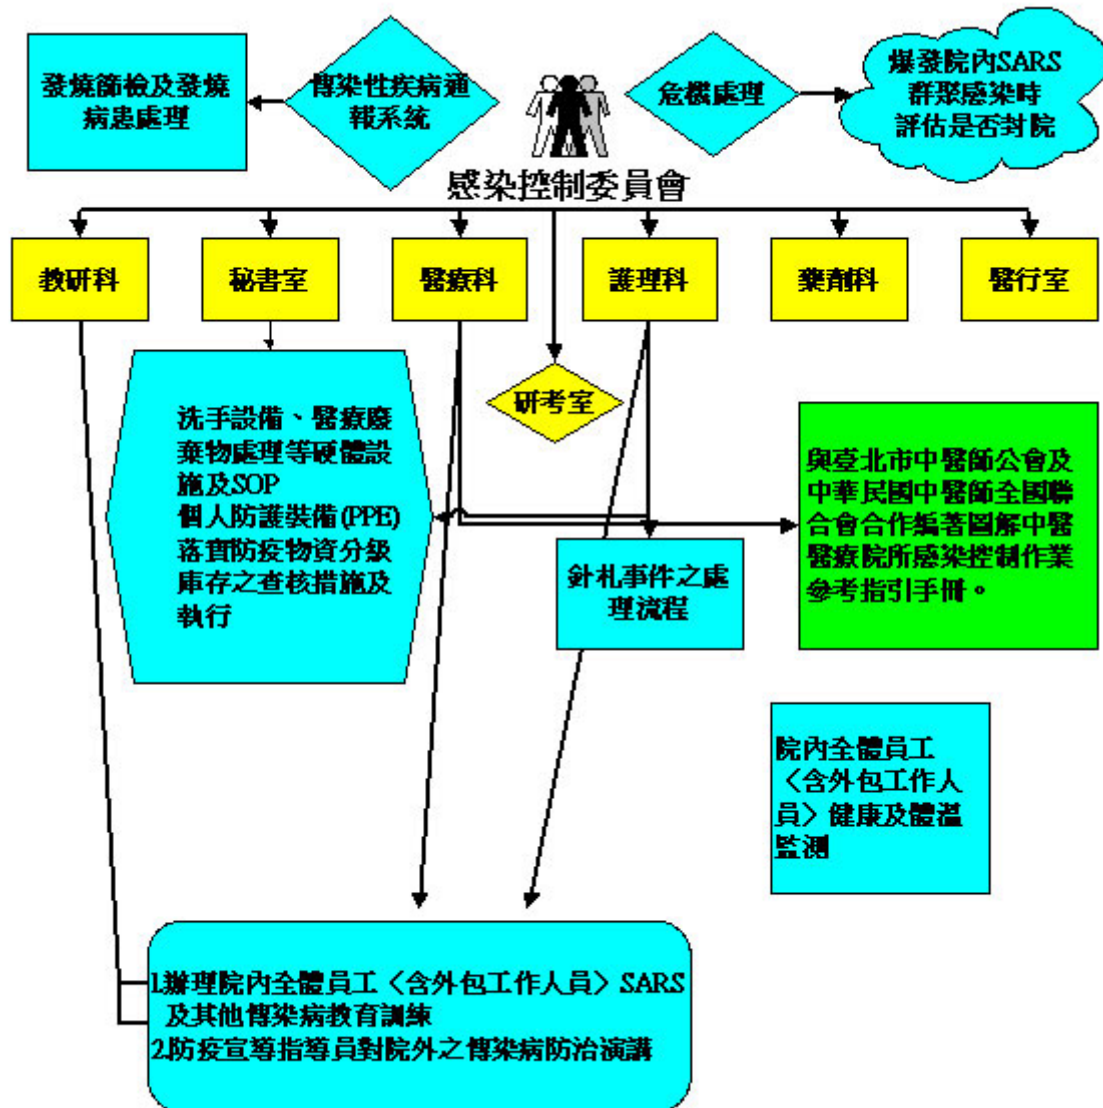 發燒篩檢及發燒
病患處理
傳染性疾病通
報系統
危機處理
爆發院內SARS
群聚感染時
評估是否封院
感染控制委員會
教研科
秘書室
醫療科
護理科
藥劑科
醫行室
研考室
洗手設備、醫療廢
棄物處理等硬體設
施及SOP
個人防護裝備(PPE)
落實防疫物資分級
庫存之查核措施及
執行
針札事件之處
理流程
與臺北市中醫師公會及
中華民國中醫師全國聯
合會合作編著圖解中醫
醫療院所感染控制作業
參考指引手冊。
院內全體員工
〈含外包工作人
員〉健康及體溫
監測
1.辦理院內全體員工〈含外包工作人員〉SARS
及其他傳染病教育訓練
2.防疫宣導指導員對院外之傳染病防治演講